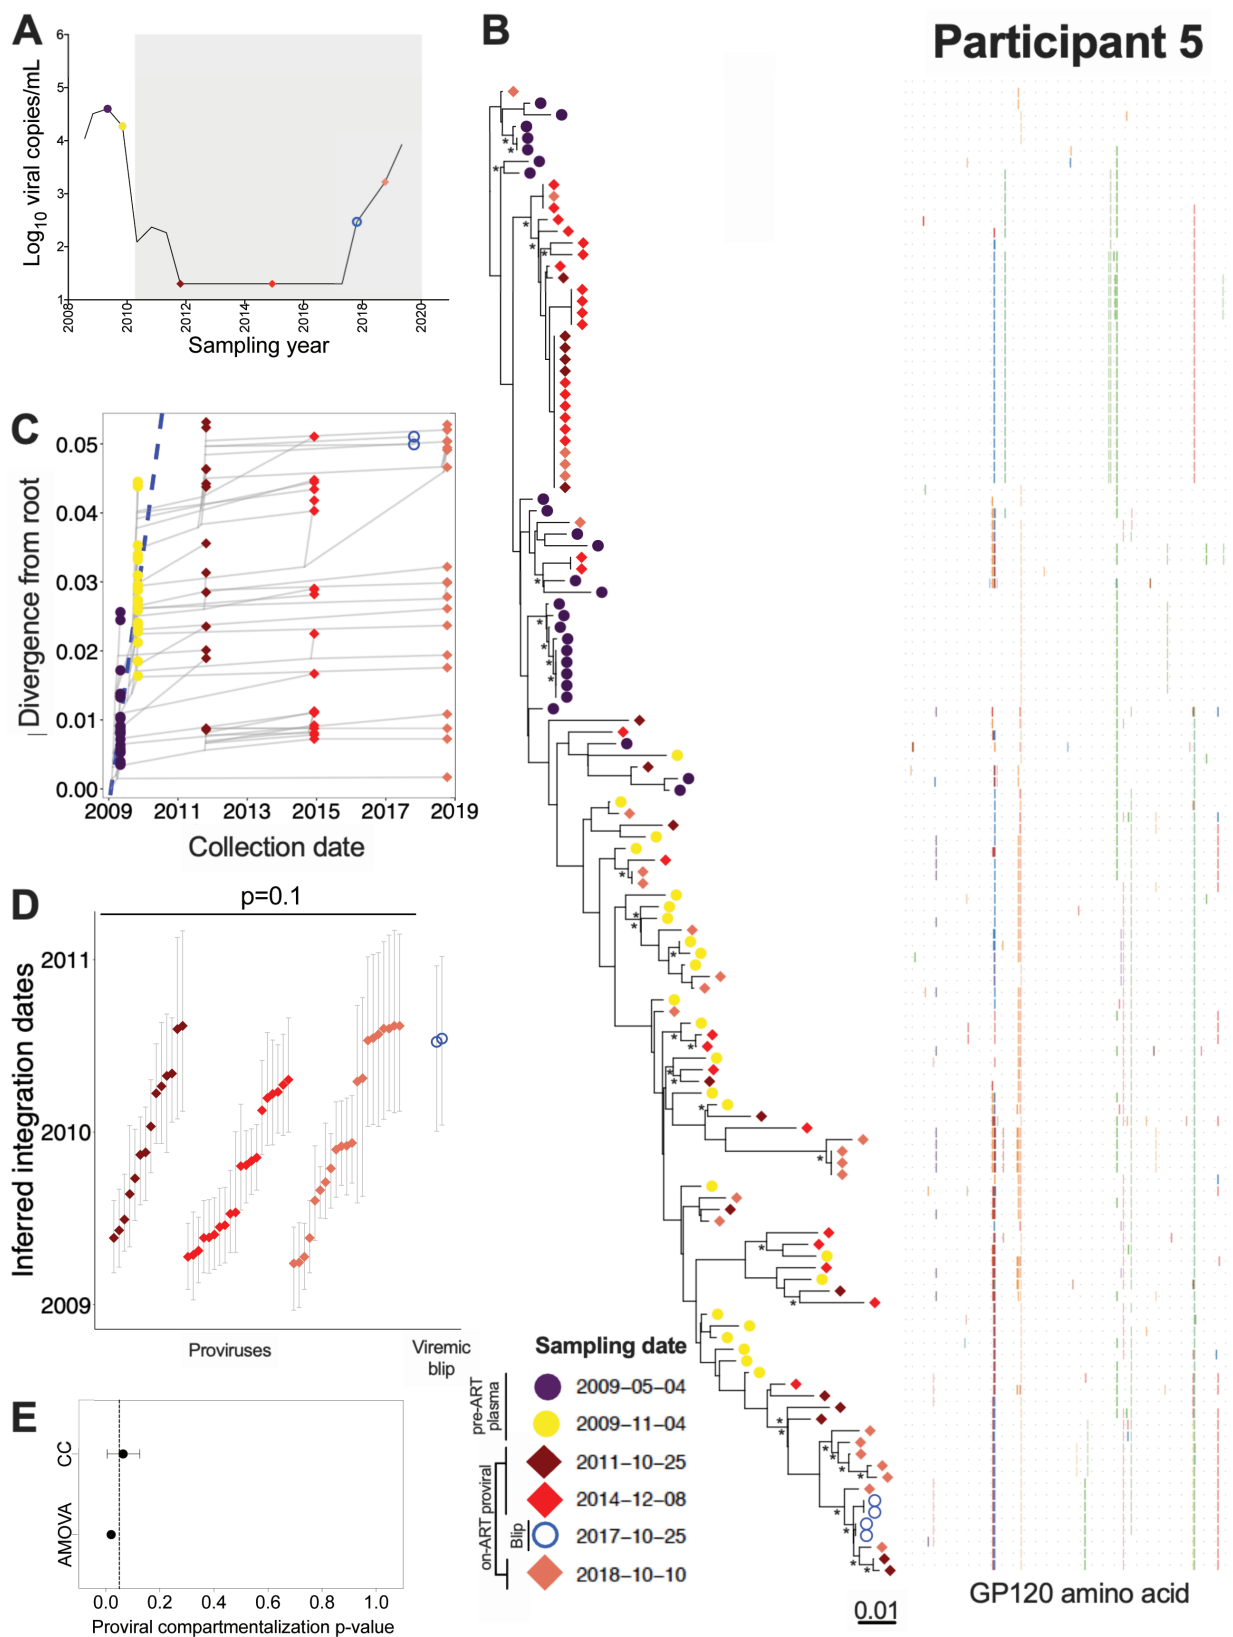 A
B
Participant 5
Log10 viral copies/mL
6
5
4
3
2
1
2008
2010
2012
2014
2016
2018
2020
Sampling year
C
Divergence from root
0.05
0.04
0.03
0.02
0.01
0.00
2009
2011
2013
2015
2017
2019
Collection date
D
p=0.1
Inferred integration dates
2011
2010
2009
Proviruses
Viremic
blip
E
CC
AMOVA
0.0
0.2
0.4
0.6
0.8
1.0
Proviral compartmentalization p-value
Sampling date
pre-ART
plasma
2009-05-04
2009-11-04
on-ART proviral
Blip
2011-10-25
2014-12-08
2017-10-25
2018-10-10
0.01
GP120 amino acid